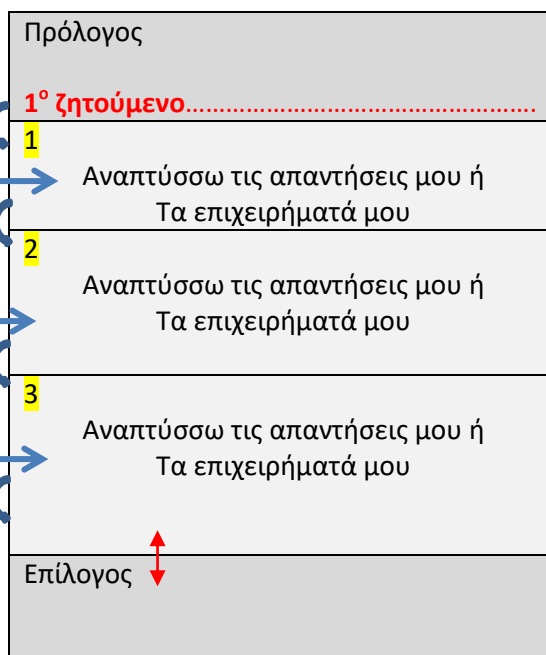 Πρόλογος
1ο ζητούμενο....................................................
1
Αναπτύσσω τις απαντήσεις μου ή
Τα επιχειρήματά μου
2
Αναπτύσσω τις απαντήσεις μου ή
Τα επιχειρήματά μου
3
Αναπτύσσω τις απαντήσεις μου ή
Τα επιχειρήματά μου
Επίλογος